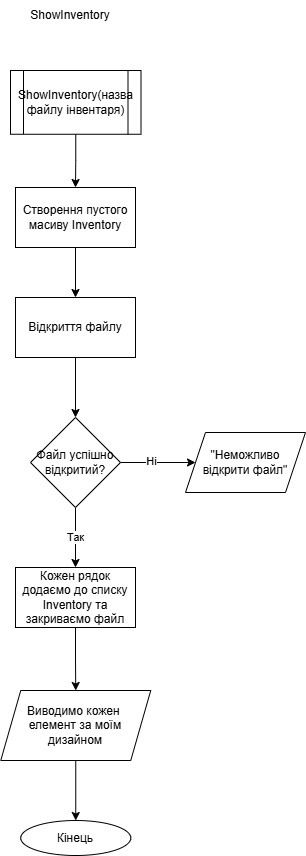 ShowInventory
ShowInventory(назва
файлу інвентаря)
Створення пустого
масиву Inventory
Відкриття файлу
Файл успішно
відкритий?
Ні
"Неможливо
відкрити файл"
Так
Кожен рядок
додаємо до списку
Inventory та
закриваємо файл
Виводимо кожен
елемент за моїм
дизайном
Кінець